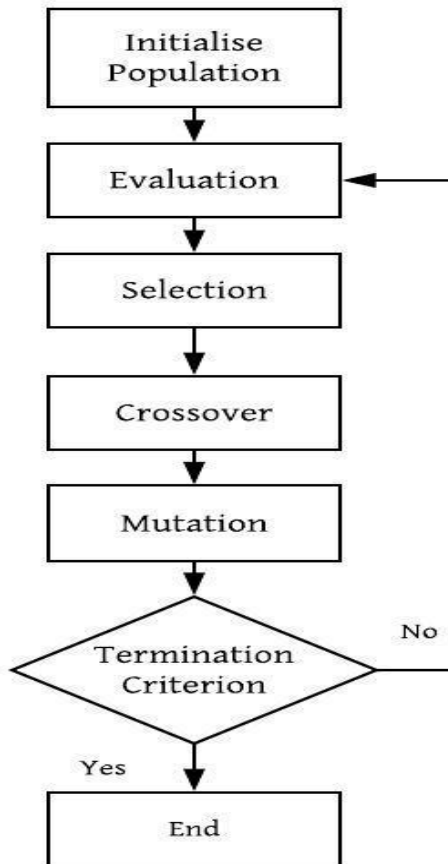 Initialise
Population
Evaluation
Selection
Crossover
Mutation
Termination
Criterion
No
Yes
End